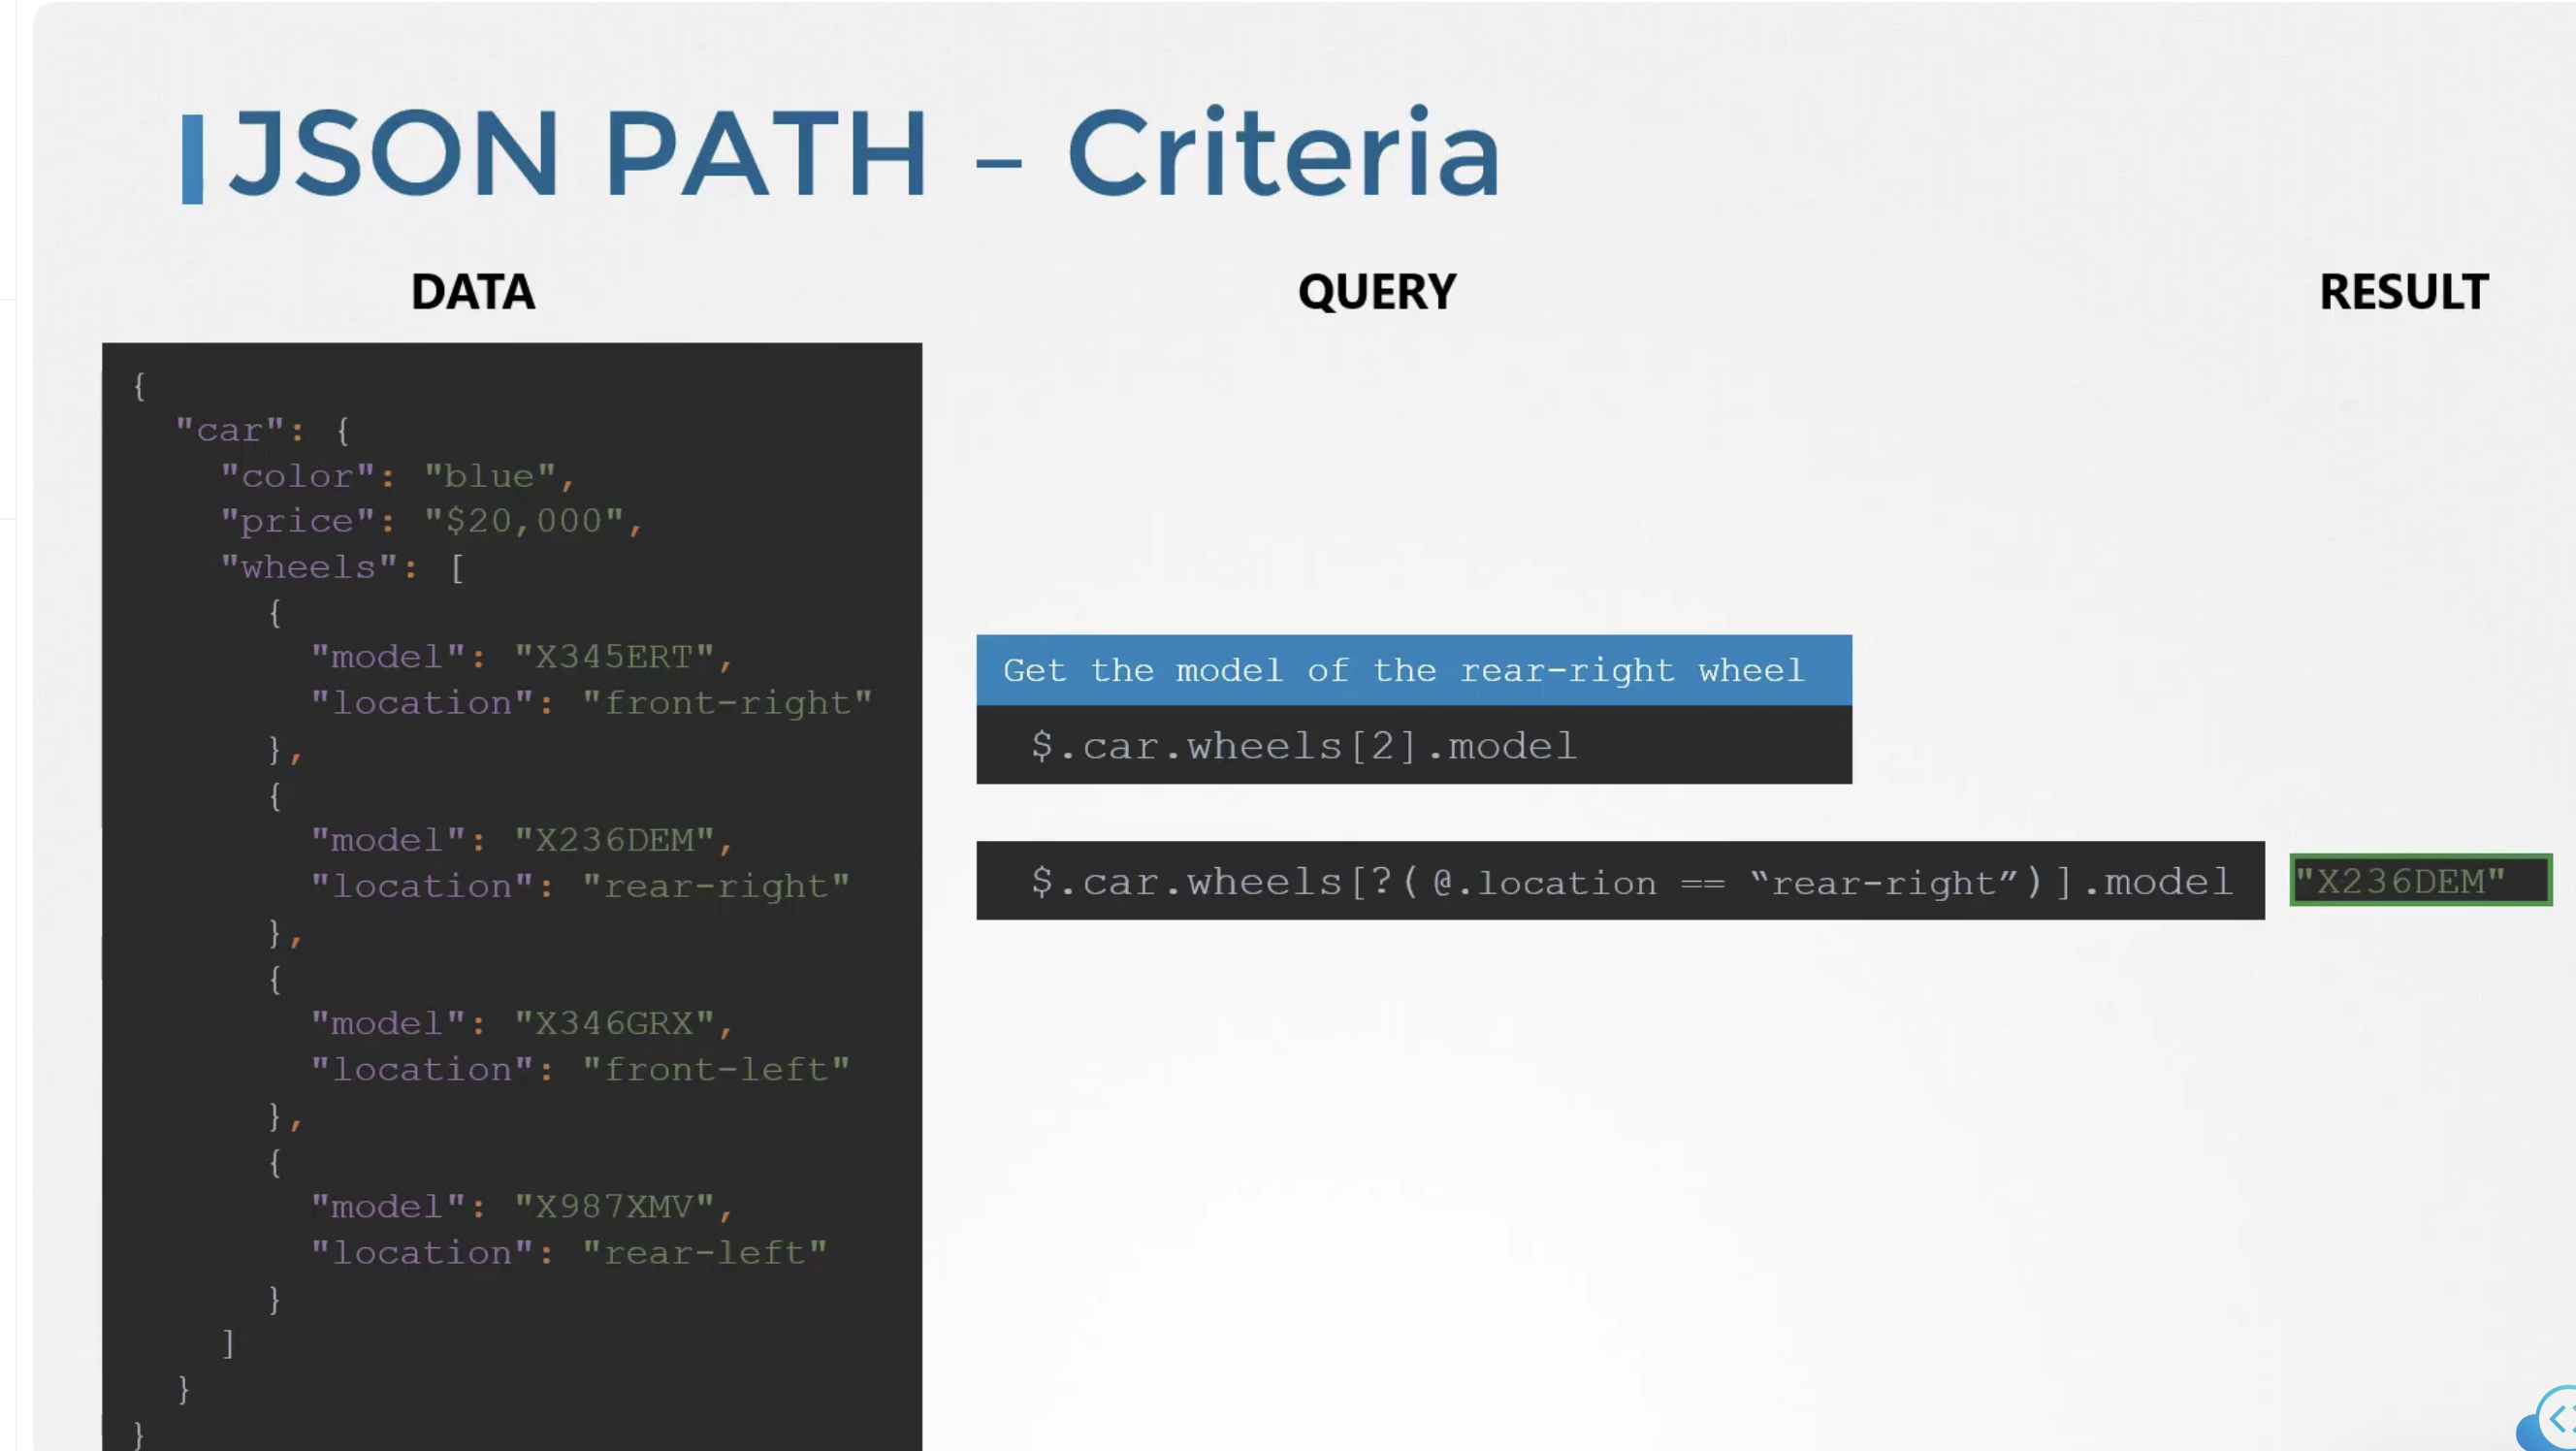 JSON PATH – Criteria
DATA
QUERY
RESULT
{
"car": {
"color": "blue",
"price": "$20,000",
"wheels": [
{
"model": "X345ERT",
"location": "front-right"
},
{
"model": "X236DEM",
"location": "rear-right"
},
{
"model": "X346GRX",
"location": "front-left"
},
{
"model": "X987XMV",
"location": "rear-left"
}
]
}
}
Get the model of the rear-right wheel
$.car.wheels[2].model
$.car.wheels[?(@.location == “rear-right”)].model
"X236DEM"